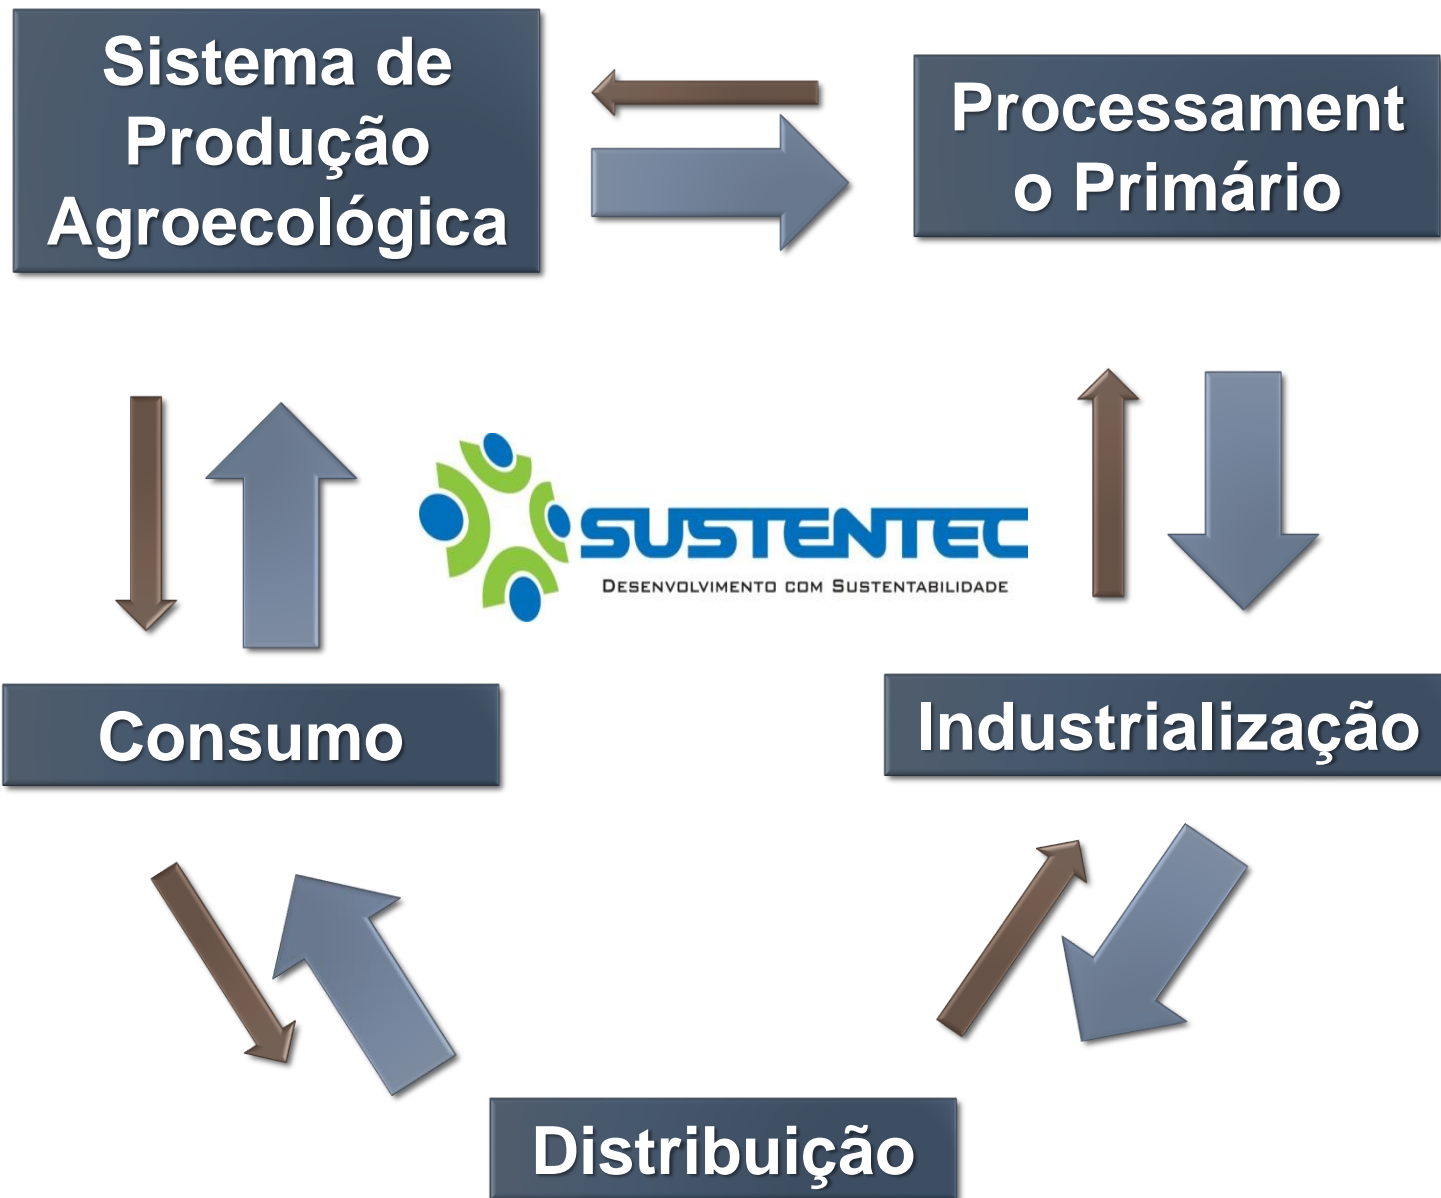 Sistema de
Produção
Agroecológica
Processament
o Primário
SUSTENTEC
DESENVOLVIMENTO COM SUSTENTABILIDADE
Consumo
Industrialização
Distribuição